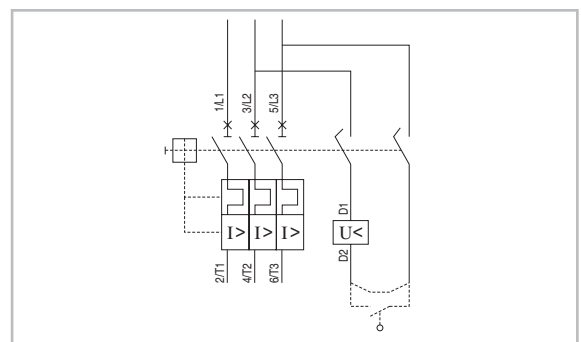 1/L1
3/L2
5/L3
I> I> I>
U<
D1
D2
2/T1
4/T2
6/T3